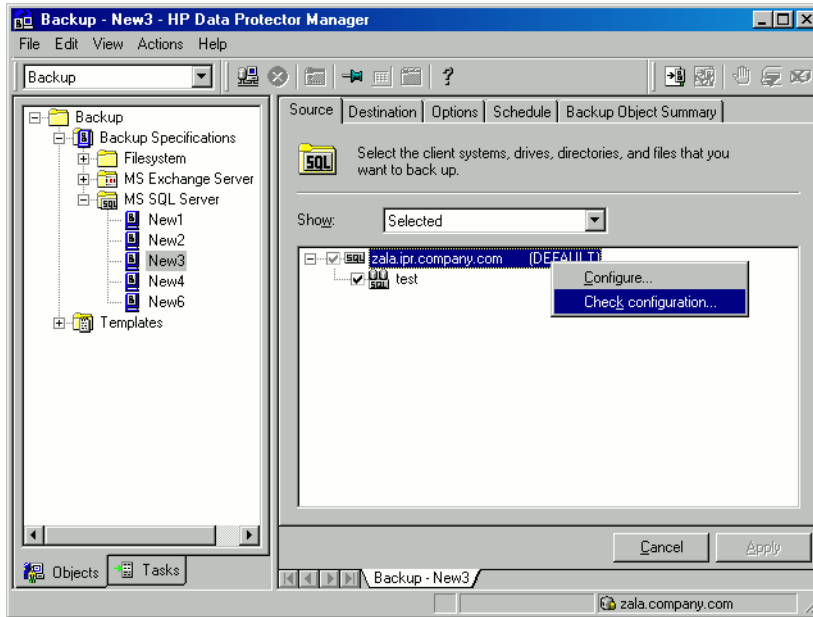 Backup - New3 - HP Data Protector Manager
File Edit View Actions Help
Backup
?
Source Destination Options Schedule Backup Object Summary
SQL Select the client systems, drives, directories, and files that you
want to back up.
Show: Selected
Backup
Backup Specifications
Filesystem
MS Exchange Server
MS SQL Server
New1
New2
New3
New4
New6
Templates
SQL zala.ipr.company.com (DEFAULT)
SQL test
Configure...
Check configuration...
Cancel Apply
Objects Tasks
Backup - New3
zala.company.com